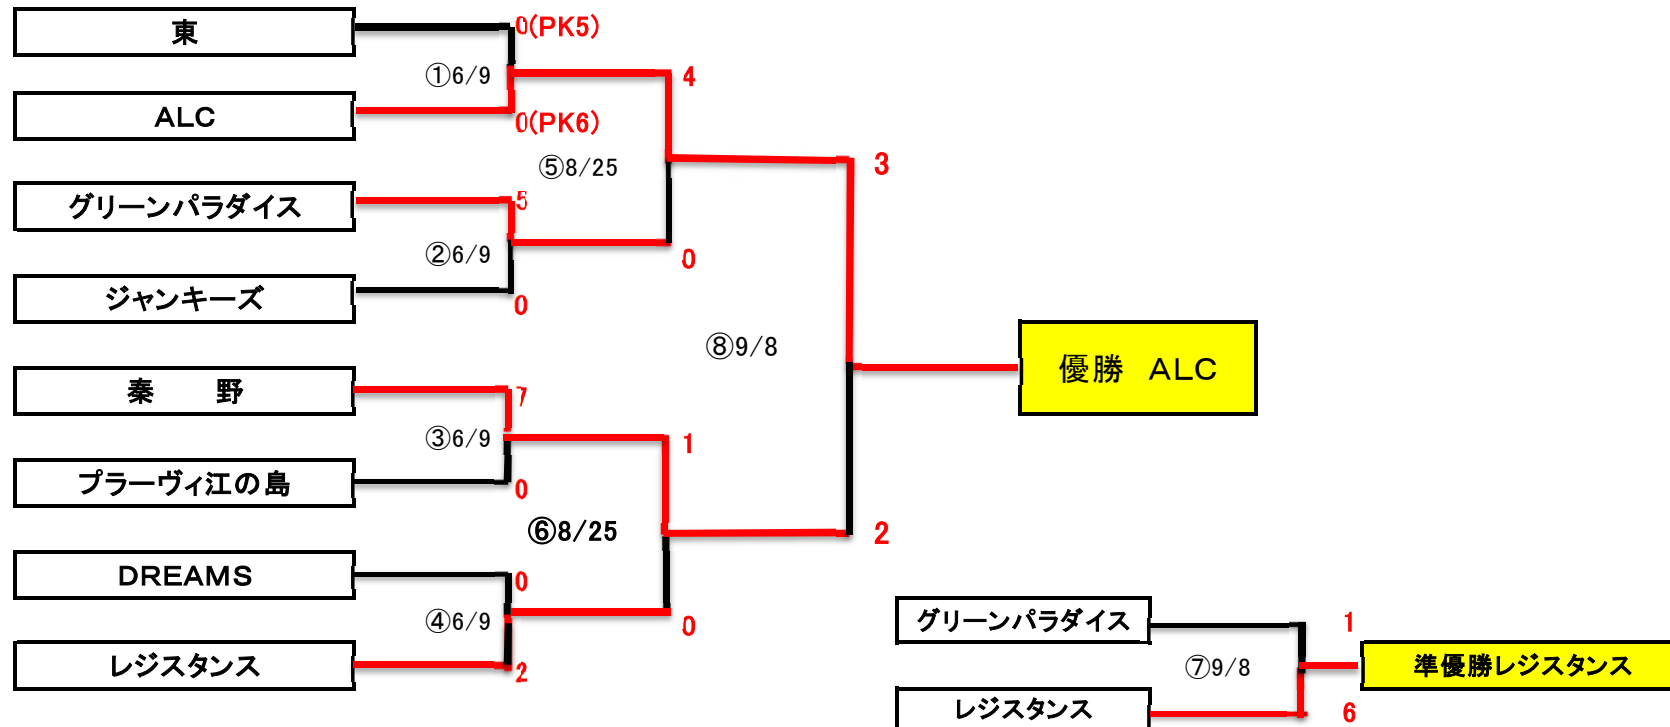 東
0(PK5)
①6/9
4
ALC
0(PK6)
⑤8/25
3
グリーンパラダイス
5
②6/9
0
ジャンキーズ
0
⑧9/8
優勝　ALC
秦　　野
7
③6/9
1
プラーヴィ江の島
0
⑥8/25
2
DREAMS
0
④6/9
0
レジスタンス
2
グリーンパラダイス
1
⑦9/8
準優勝レジスタンス
レジスタンス
6